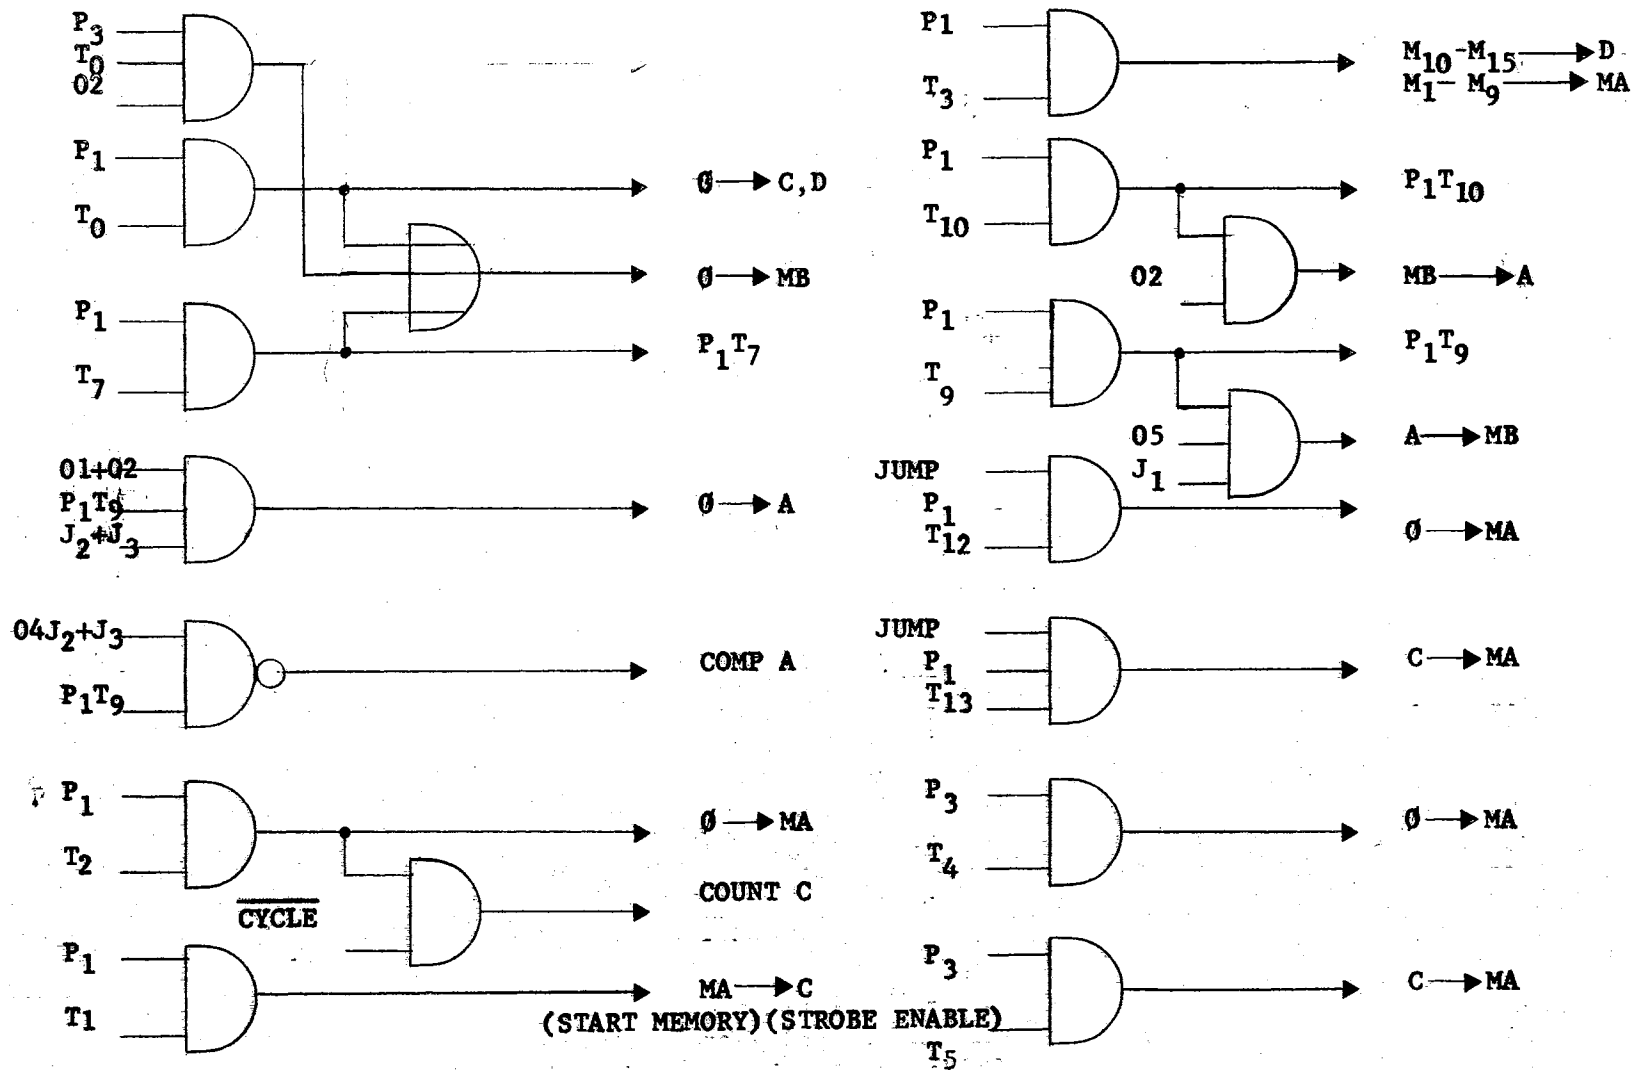 P3
T0
02
P1
T0
Ø → C,D
Ø → MB
P1
T7
P1T7
01+02
P1T9
J2+J3
Ø → A
04J2+J3
P1T9
COMP A
P1
T2
Ø → MA
CYCLE
COUNT C
P1
T1
MA → C
(START MEMORY)(STROBE ENABLE)
P1
T3
M10-M15 → D
M1- M9 → MA
P1
T10
P1T10
02
MB → A
P1
T9
P1T9
05
J1
A → MB
JUMP
P1
T12
Ø → MA
JUMP
P1
T13
C → MA
P3
T4
Ø → MA
P3
T5
C → MA